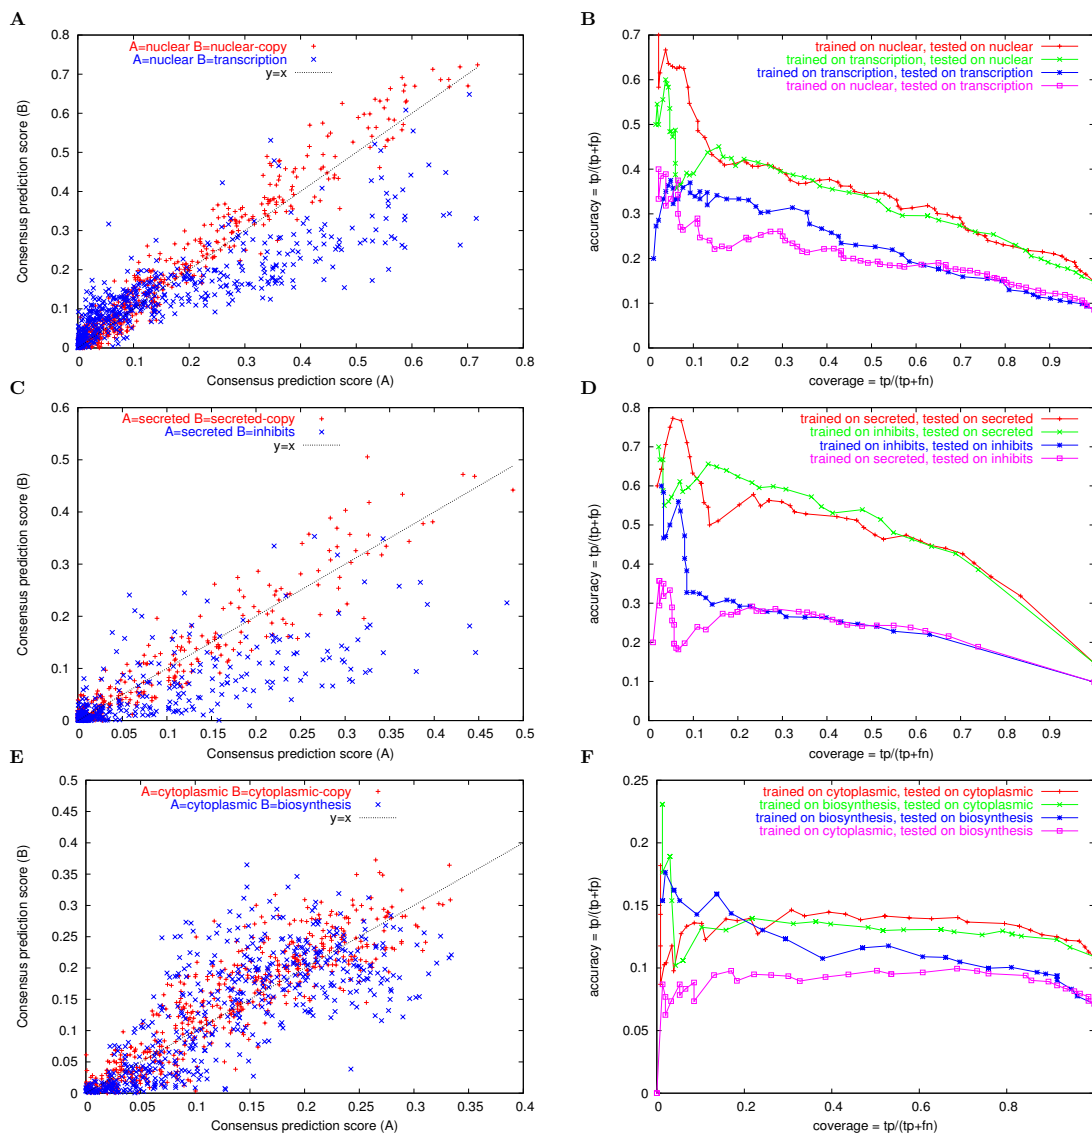 A
Consensus prediction score (B)
0.8
0.7
0.6
0.5
0.4
0.3
0.2
0.1
0
A=nuclear B=nuclear-copy
A=nuclear B=transcription
y=x
0 0.1 0.2 0.3 0.4 0.5 0.6 0.7 0.8
Consensus prediction score (A)
B
accuracy = tp/(tp+fp)
0.7
0.6
0.5
0.4
0.3
0.2
0.1
0
trained on nuclear, tested on nuclear
trained on transcription, tested on nuclear
trained on transcription, tested on transcription
trained on nuclear, tested on transcription
0 0.1 0.2 0.3 0.4 0.5 0.6 0.7 0.8 0.9
coverage = tp/(tp+fn)
C
Consensus prediction score (B)
0.6
0.5
0.4
0.3
0.2
0.1
0
A=secreted B=secreted-copy
A=secreted B=inhibits
y=x
0 0.05 0.1 0.15 0.2 0.25 0.3 0.35 0.4 0.45 0.5
Consensus prediction score (A)
D
accuracy = tp/(tp+fp)
0.8
0.7
0.6
0.5
0.4
0.3
0.2
0.1
0
trained on secreted, tested on secreted
trained on inhibits, tested on secreted
trained on inhibits, tested on inhibits
trained on secreted, tested on inhibits
0 0.1 0.2 0.3 0.4 0.5 0.6 0.7 0.8 0.9
coverage = tp/(tp+fn)
E
Consensus prediction score (B)
0.5
0.45
0.4
0.35
0.3
0.25
0.2
0.15
0.1
0.05
0
A=cytoplasmic B=cytoplasmic-copy
A=cytoplasmic B=biosynthesis
y=x
0 0.05 0.1 0.15 0.2 0.25 0.3 0.35 0.4
Consensus prediction score (A)
F
accuracy = tp/(tp+fp)
0.25
0.2
0.15
0.1
0.05
0
trained on cytoplasmic, tested on cytoplasmic
trained on biosynthesis, tested on cytoplasmic
trained on biosynthesis, tested on biosynthesis
trained on cytoplasmic, tested on biosynthesis
0 0.2 0.4 0.6 0.8
coverage = tp/(tp+fn)